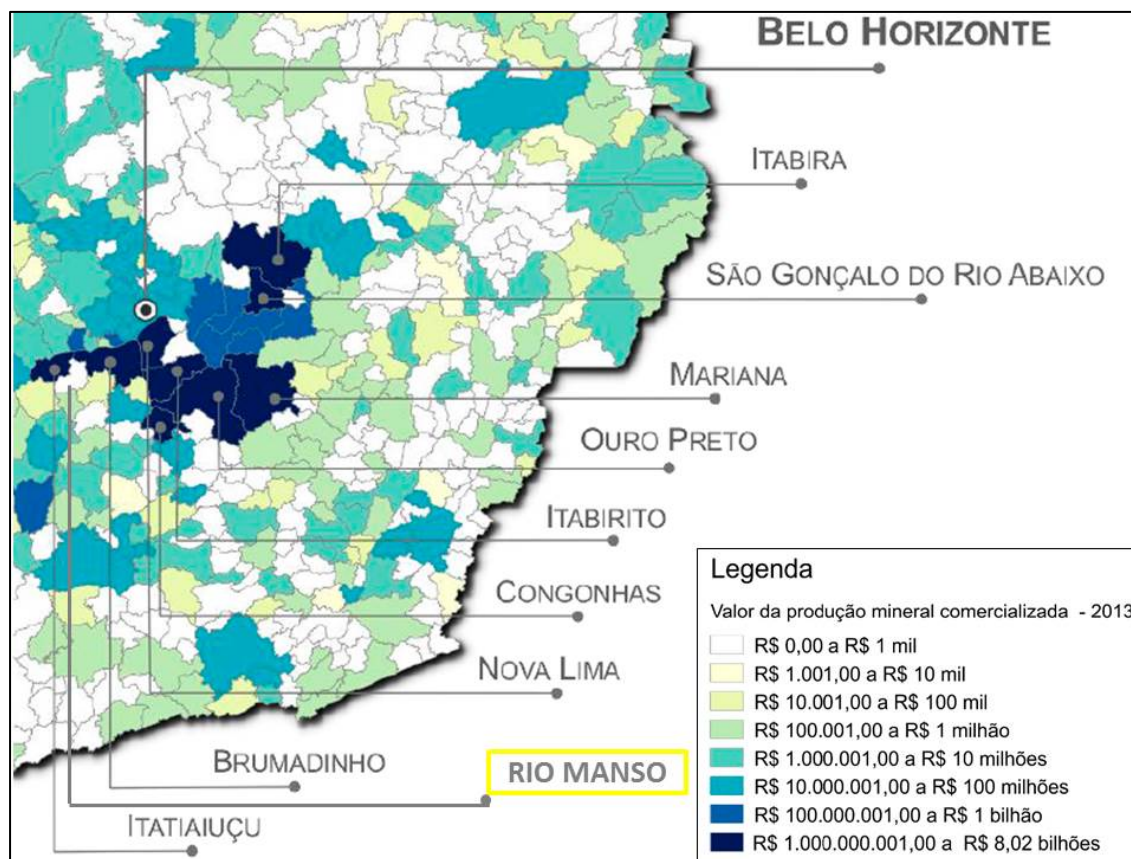 BELO HORIZONTE
ITABIRA
SÃO GONÇALO DO RIO ABAIXO
MARIANA
OURO PRETO
ITABIRITO
CONGONHAS
NOVA LIMA
BRUMADINHO
RIO MANSO
ITATIAIUÇU
Legenda
Valor da produção mineral comercializada - 2013
R$ 0,00 a R$ 1 mil
R$ 1.001,00 a R$ 10 mil
R$ 10.001,00 a R$ 100 mil
R$ 100.001,00 a R$ 1 milhão
R$ 1.000.001,00 a R$ 10 milhões
R$ 10.000.001,00 a R$ 100 milhões
R$ 100.000.001,00 a R$ 1 bilhão
R$ 1.000.000.001,00 a R$ 8,02 bilhões